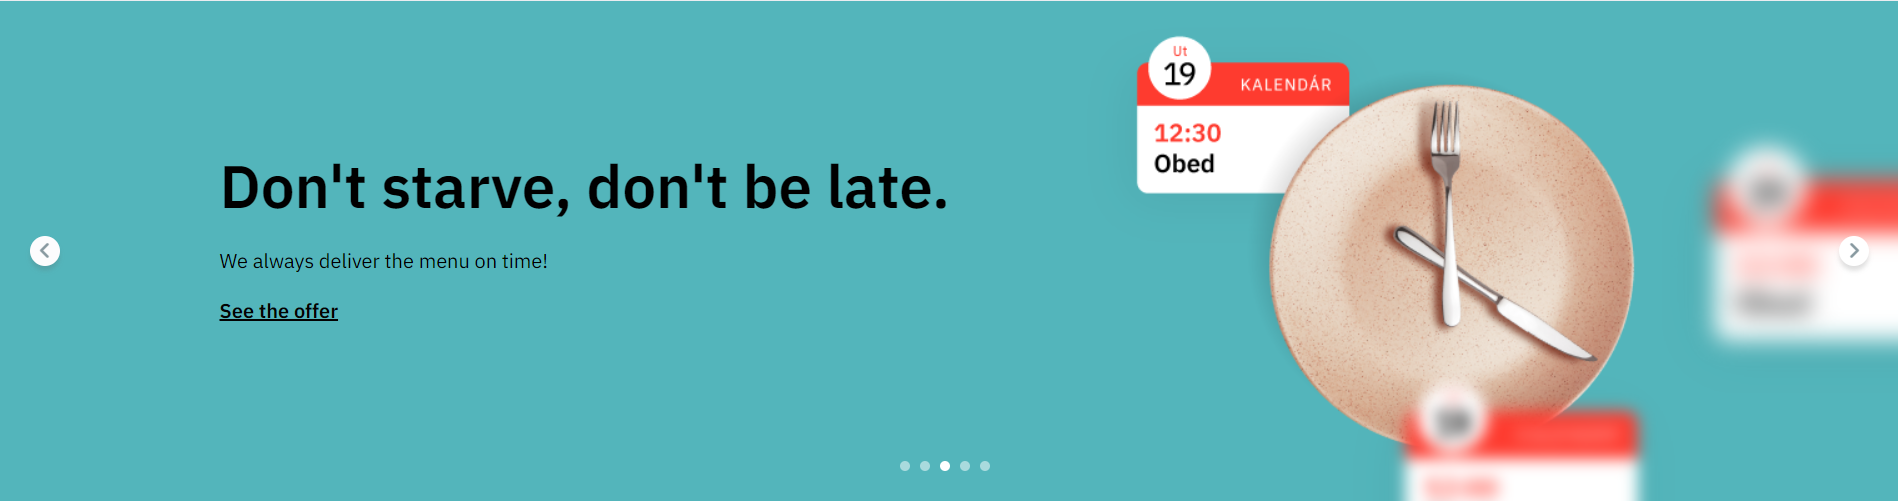 Don't starve, don't be late.
We always deliver the menu on time!
See the offer
Ut
19
KALENDÁR
12:30
Obed